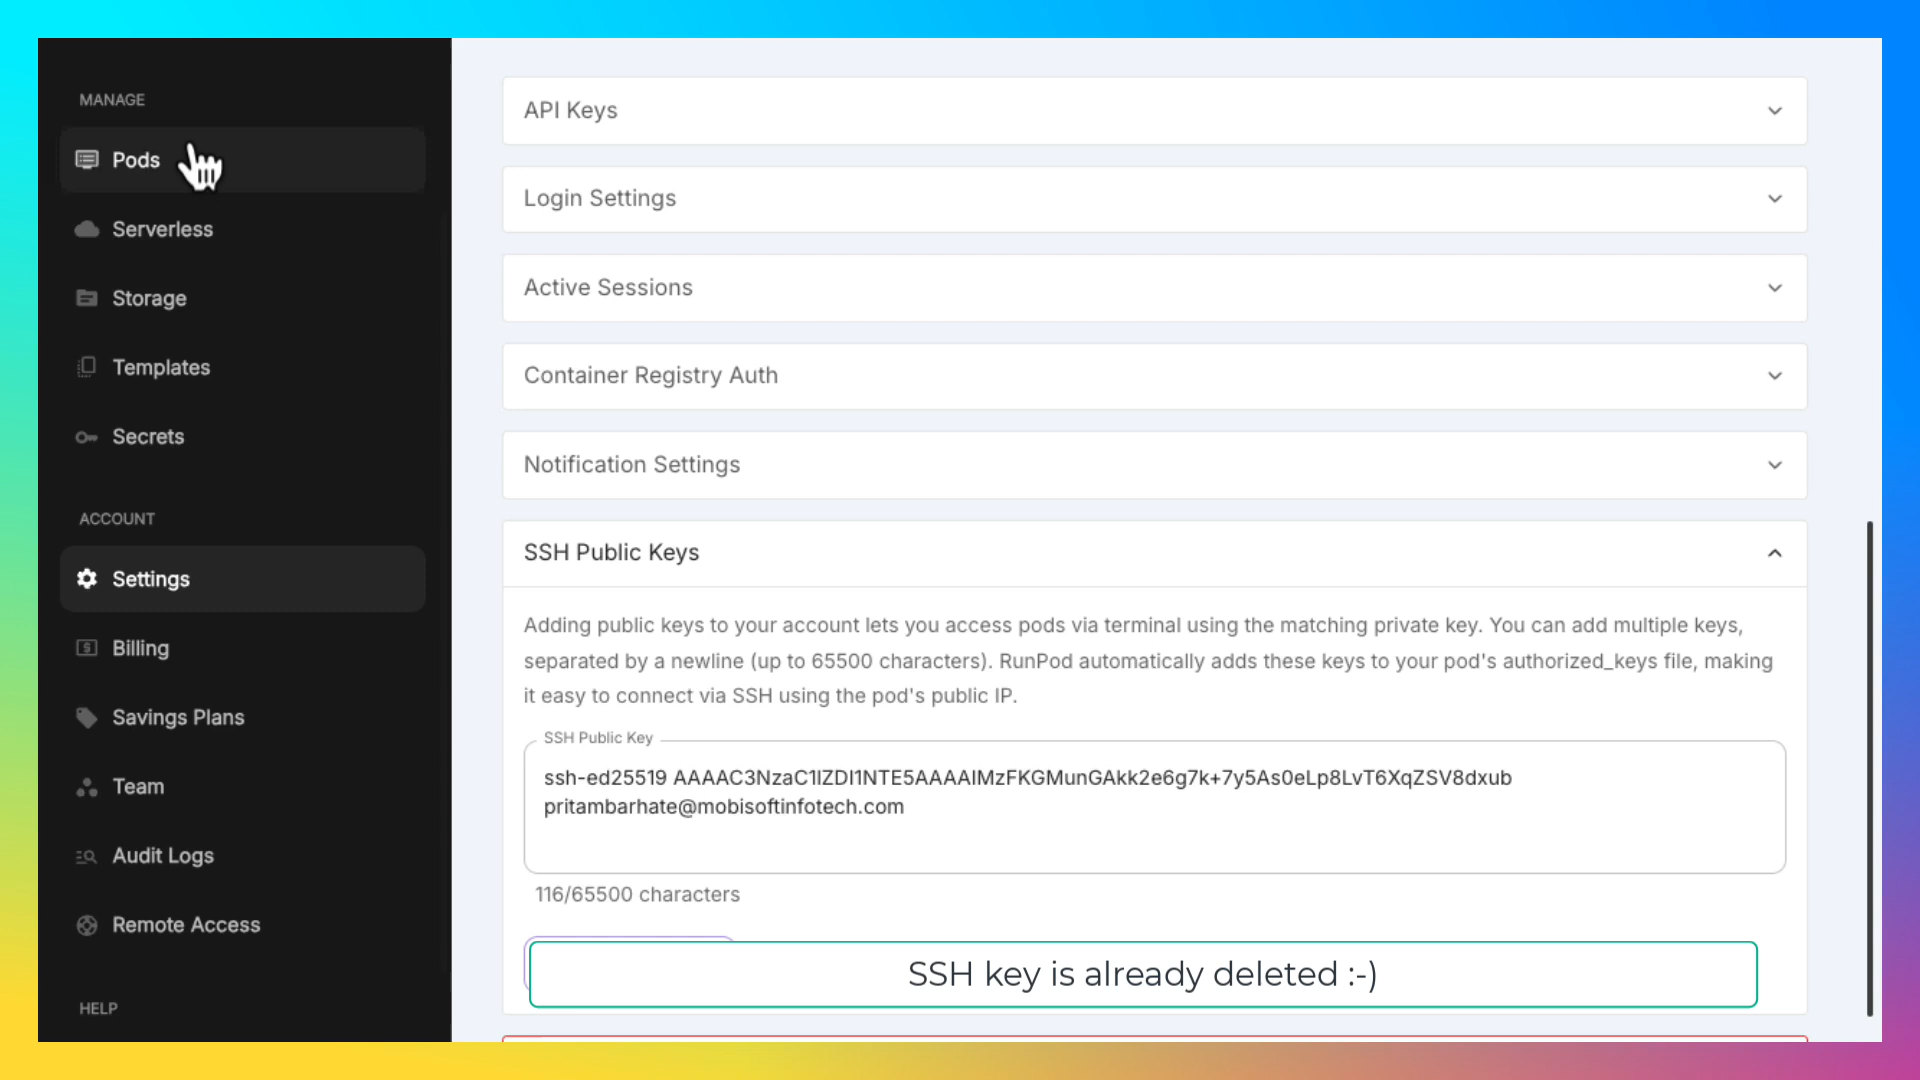 MANAGE
Pods
Serverless
Storage
Templates
Secrets
ACCOUNT
Settings
Billing
Savings Plans
Team
Audit Logs
Remote Access
HELP
API Keys
Login Settings
Active Sessions
Container Registry Auth
Notification Settings
SSH Public Keys
Adding public keys to your account lets you access pods via terminal using the matching private key. You can add multiple keys,
separated by a newline (up to 65500 characters). RunPod automatically adds these keys to your pod's authorized_keys file, making
it easy to connect via SSH using the pod's public IP.
SSH Public Key
ssh-ed25519 AAAAC3NzaC1lZDI1NTE5AAAAIMzFKGMunGAkk2e6g7k+7y5As0eLp8LvT6XqZSV8dxub
pritambarhate@mobisoftinfotech.com
116/65500 characters
SSH key is already deleted :-)